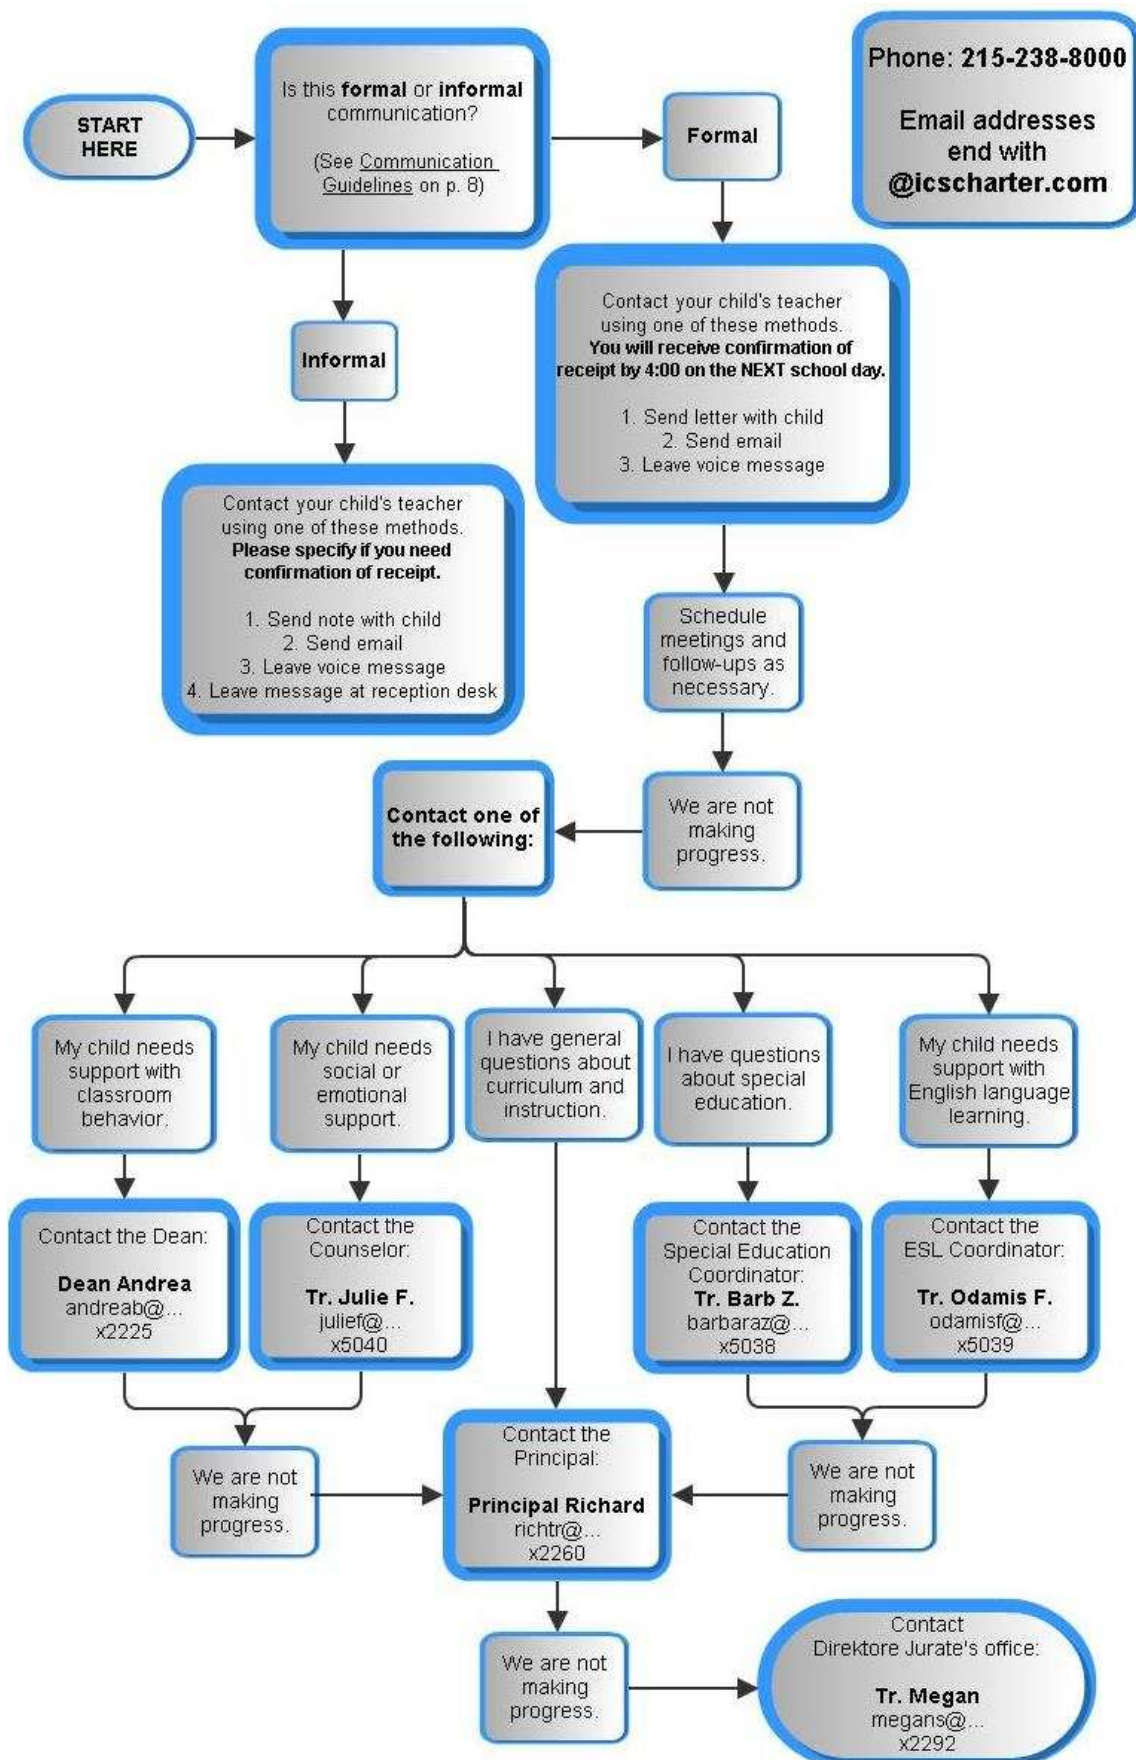 START
HERE
Is this formal or informal
communication?
(See Communication
Guidelines on p. 8)
Formal
Phone: 215-238-8000
Email addresses
end with
@icscharter.com
Informal
Contact your child's teacher
using one of these methods.
You will receive confirmation of
receipt by 4:00 on the NEXT school day.
1. Send letter with child
2. Send email
3. Leave voice message
Contact your child's teacher
using one of these methods.
Please specify if you need
confirmation of receipt.
1. Send note with child
2. Send email
3. Leave voice message
4. Leave message at reception desk
Schedule
meetings and
follow-ups as
necessary.
We are not
making
progress.
Contact one of
the following:
My child needs
support with
classroom
behavior.
My child needs
social or
emotional
support.
I have general
questions about
curriculum and
instruction.
I have questions
about special
education.
My child needs
support with
English language
learning.
Contact the Dean:
Dean Andrea
andreab@...
x2225
Contact the
Counselor:
Tr. Julie F.
julief@...
x5040
Contact the
Special Education
Coordinator:
Tr. Barb Z.
barbaraz@...
x5038
Contact the
ESL Coordinator:
Tr. Odamis F.
odamisf@...
x5039
We are not
making
progress.
Contact the
Principal:
Principal Richard
richtr@...
x2260
We are not
making
progress.
We are not
making
progress.
Contact
Direktore Jurate's office:
Tr. Megan
megans@...
x2292